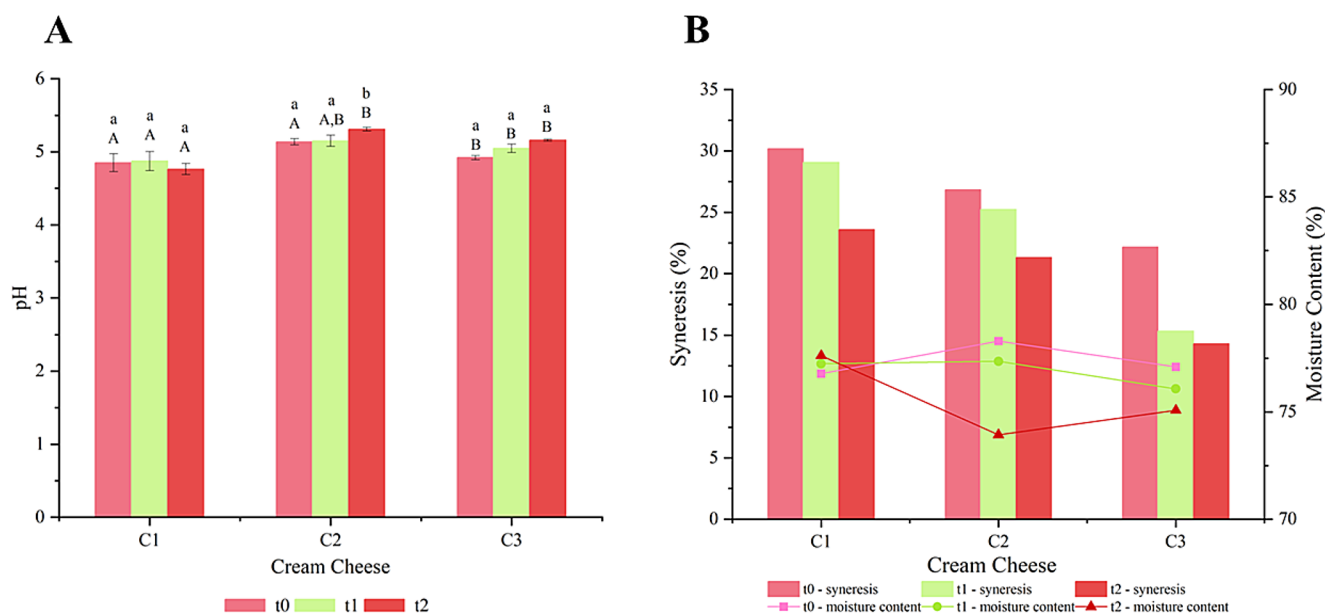 A
6
5
4
3
2
1
0
pH
a a a
A A A
a a b
A A,B B
a a a
B B B
C1 C2 C3
Cream Cheese
t0 t1 t2
B
35
30
25
20
15
10
5
0
Syneresis (%)
90
85
80
75
70
Moisture Content (%)
C1 C2 C3
Cream Cheese
t0 - syneresis t1 - syneresis t2 - syneresis
t0 - moisture content t1 - moisture content t2 - moisture content